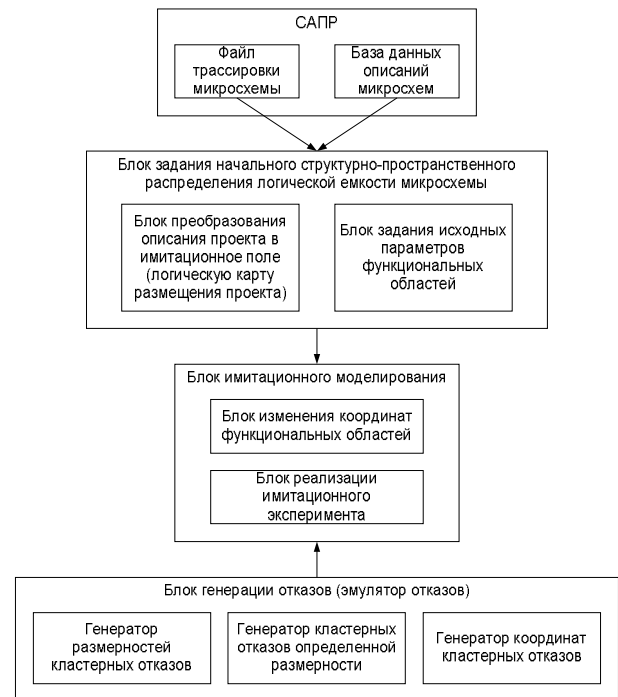 САПР
Файл
трассировки
микросхемы
База данных
описаний
микросхем
Блок задания начального структурно-пространственного
распределения логической емкости микросхемы
Блок преобразования
описания проекта в
имитационное поле
(логическую карту
размещения проекта)
Блок задания исходных
параметров
функциональных
областей
Блок имитационного моделирования
Блок изменения координат
функциональных областей
Блок реализации
имитационного
эксперимента
Блок генерации отказов (эмулятор отказов)
Генератор
размерностей
кластерных отказов
Генератор кластерных
отказов определенной
размерности
Генератор координат
кластерных отказов